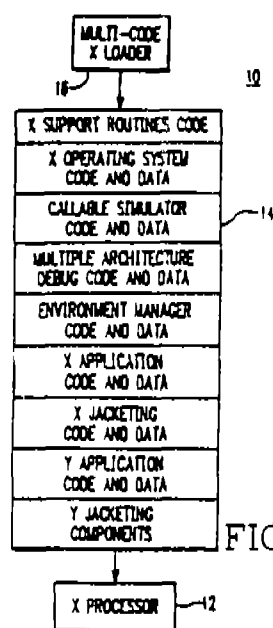 MULTI-CODE
X LOADER
16
10
X SUPPORT ROUTINES CODE
X OPERATING SYSTEM
CODE AND DATA
CALLABLE SIMULATOR
CODE AND DATA
14
MULTIPLE ARCHITECTURE
DEBUG CODE AND DATA
ENVIRONMENT MANAGER
CODE AND DATA
X APPLICATION
CODE AND DATA
X JACKETING
CODE AND DATA
Y APPLICATION
CODE AND DATA
Y JACKETING
COMPONENTS
FIG
X PROCESSOR
12